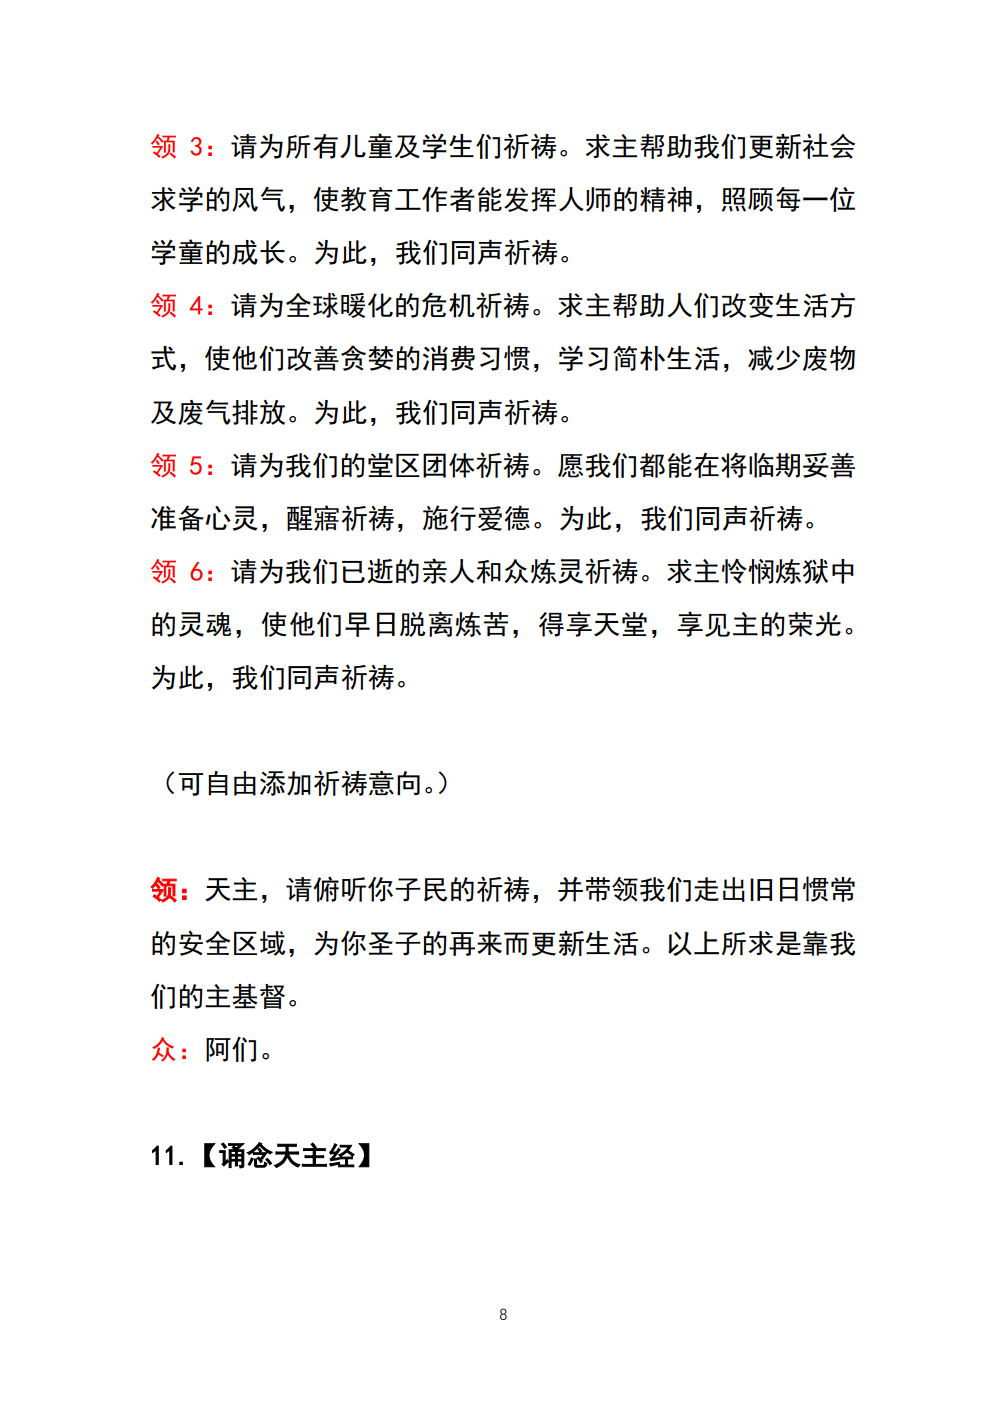 领 3：请为所有儿童及学生们祈祷。求主帮助我们更新社会
求学的风气，使教育工作者能发挥人师的精神，照顾每一位
学童的成长。为此，我们同声祈祷。
领 4：请为全球暖化的危机祈祷。求主帮助人们改变生活方
式，使他们改善贪婪的消费习惯，学习简朴生活，减少废物
及废气排放。为此，我们同声祈祷。
领 5：请为我们的堂区团体祈祷。愿我们都能在将临期妥善
准备心灵，醒寤祈祷，施行爱德。为此，我们同声祈祷。
领 6：请为我们已逝的亲人和众炼灵祈祷。求主怜悯炼狱中
的灵魂，使他们早日脱离炼苦，得享天堂，享见主的荣光。
为此，我们同声祈祷。
（可自由添加祈祷意向。）
领：天主，请俯听你子民的祈祷，并带领我们走出旧日惯常
的安全区域，为你圣子的再来而更新生活。以上所求是靠我
们的主基督。
众：阿们。
11.【诵念天主经】
8